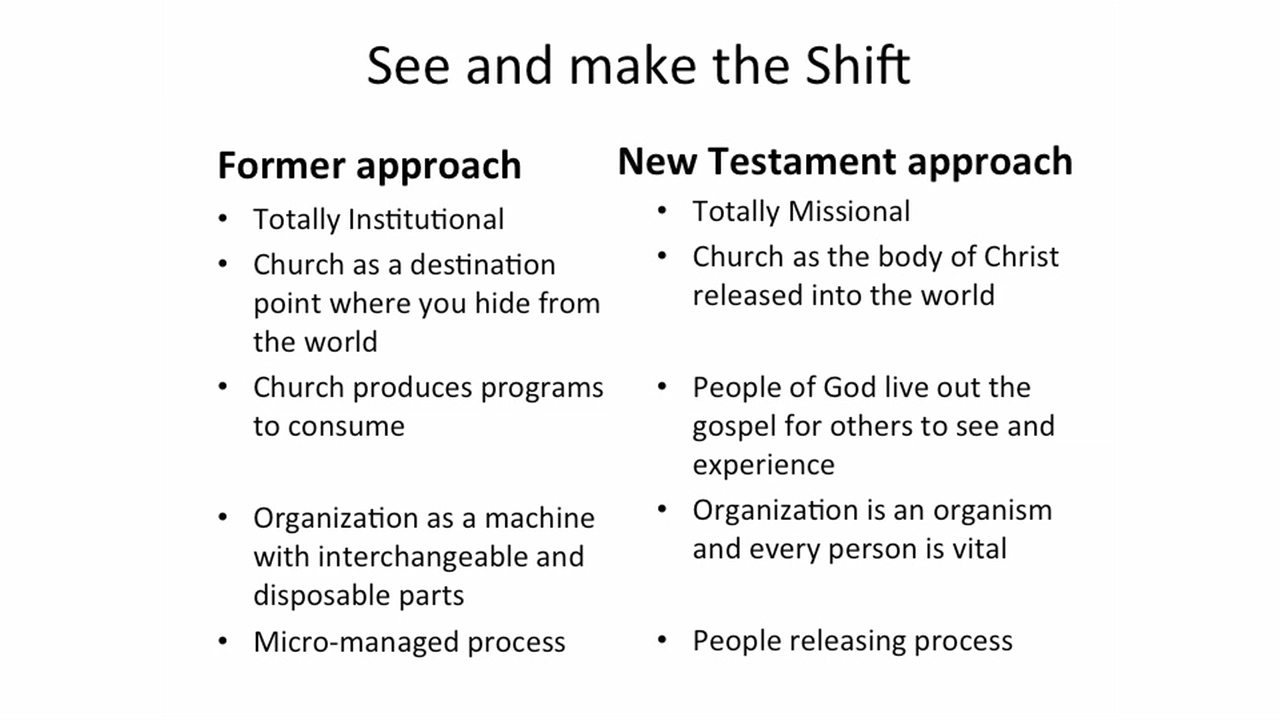 See and make the Shift
Former approach
• Totally Institutional
• Church as a destination
point where you hide from
the world
• Church produces programs
to consume
• Organization as a machine
with interchangeable and
disposable parts
• Micro-managed process
New Testament approach
• Totally Missional
• Church as the body of Christ
released into the world
• People of God live out the
gospel for others to see and
experience
• Organization is an organism
and every person is vital
• People releasing process